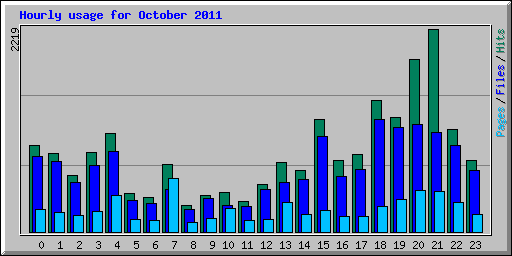 Hourly usage for October 2011
2219
Pages / Files / Hits
0 1 2 3 4 5 6 7 8 9 10 11 12 13 14 15 16 17 18 19 20 21 22 23